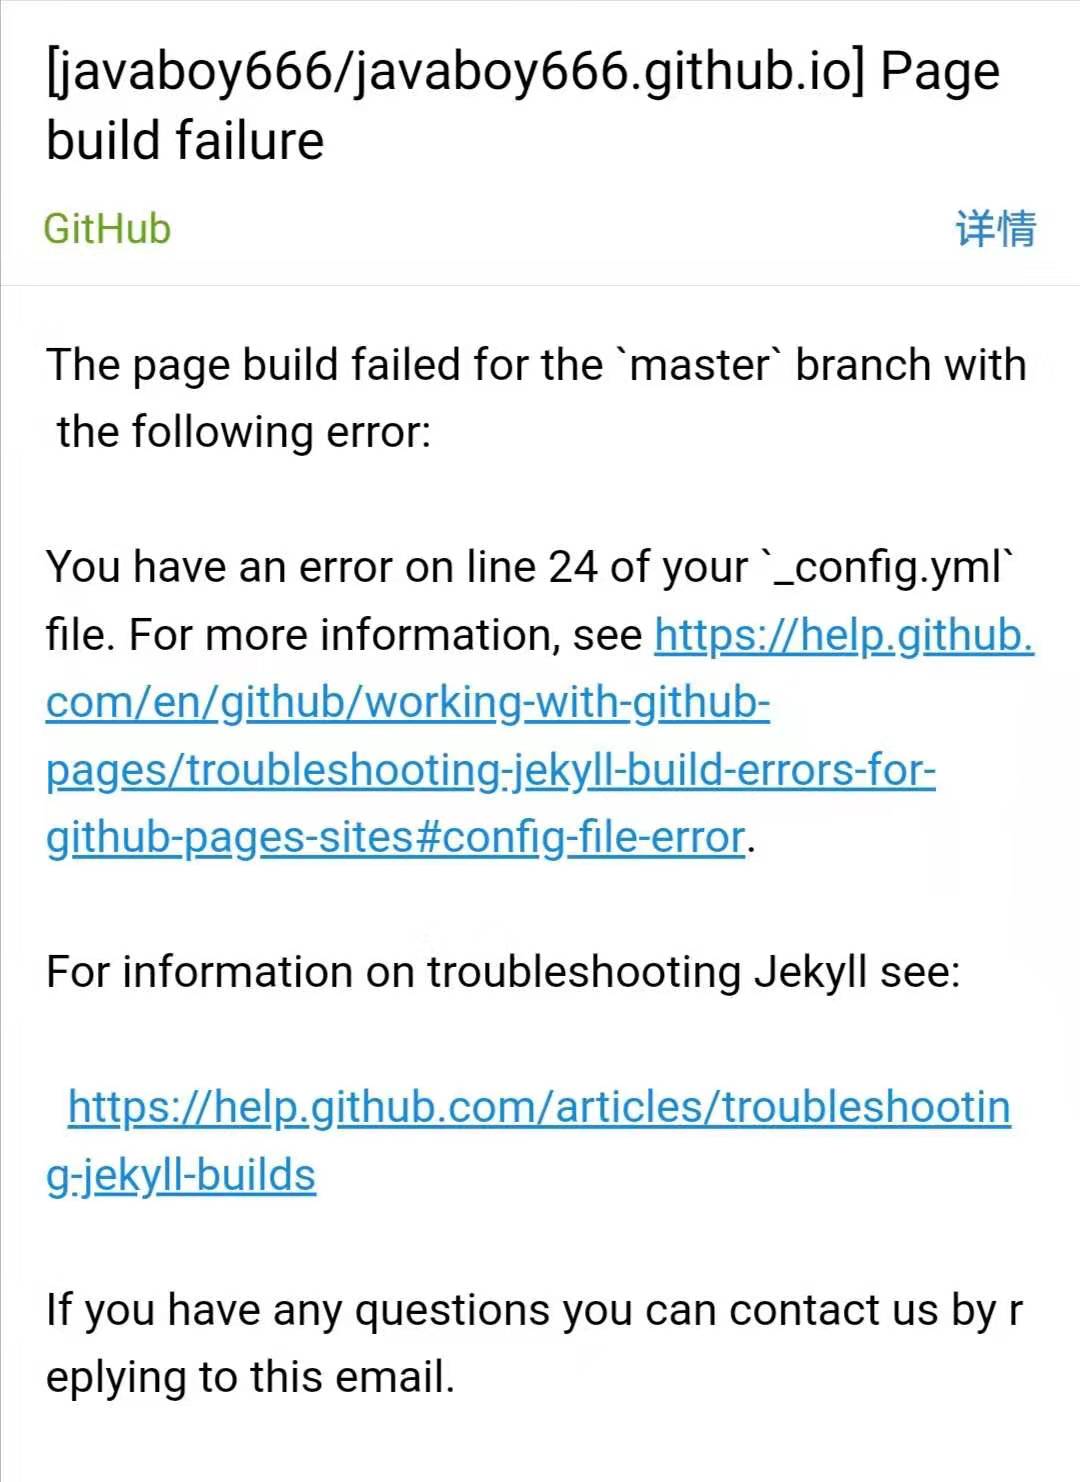 [javaboy666/javaboy666.github.io] Page
build failure
GitHub
详情
The page build failed for the `master` branch with
the following error:
You have an error on line 24 of your `_config.yml`
file. For more information, see https://help.github.
com/en/github/working-with-github-
pages/troubleshooting-jekyll-build-errors-for-
github-pages-sites#config-file-error.
For information on troubleshooting Jekyll see:
https://help.github.com/articles/troubleshootin
g-jekyll-builds
If you have any questions you can contact us by r
eplying to this email.